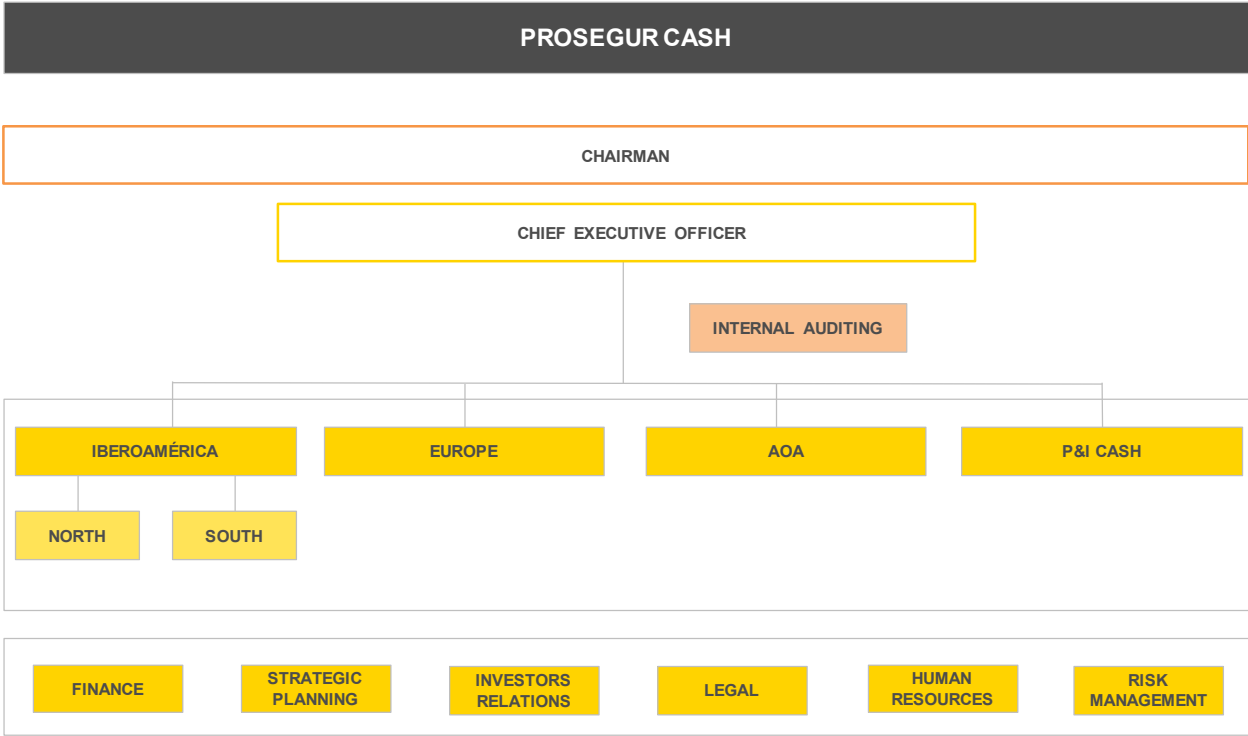 PROSEGUR CASH
CHAIRMAN
CHIEF EXECUTIVE OFFICER
INTERNAL AUDITING
IBEROAMÉRICA
EUROPE
AOA
P&I CASH
NORTH
SOUTH
FINANCE
STRATEGIC
PLANNING
INVESTORS
RELATIONS
LEGAL
HUMAN
RESOURCES
RISK
MANAGEMENT